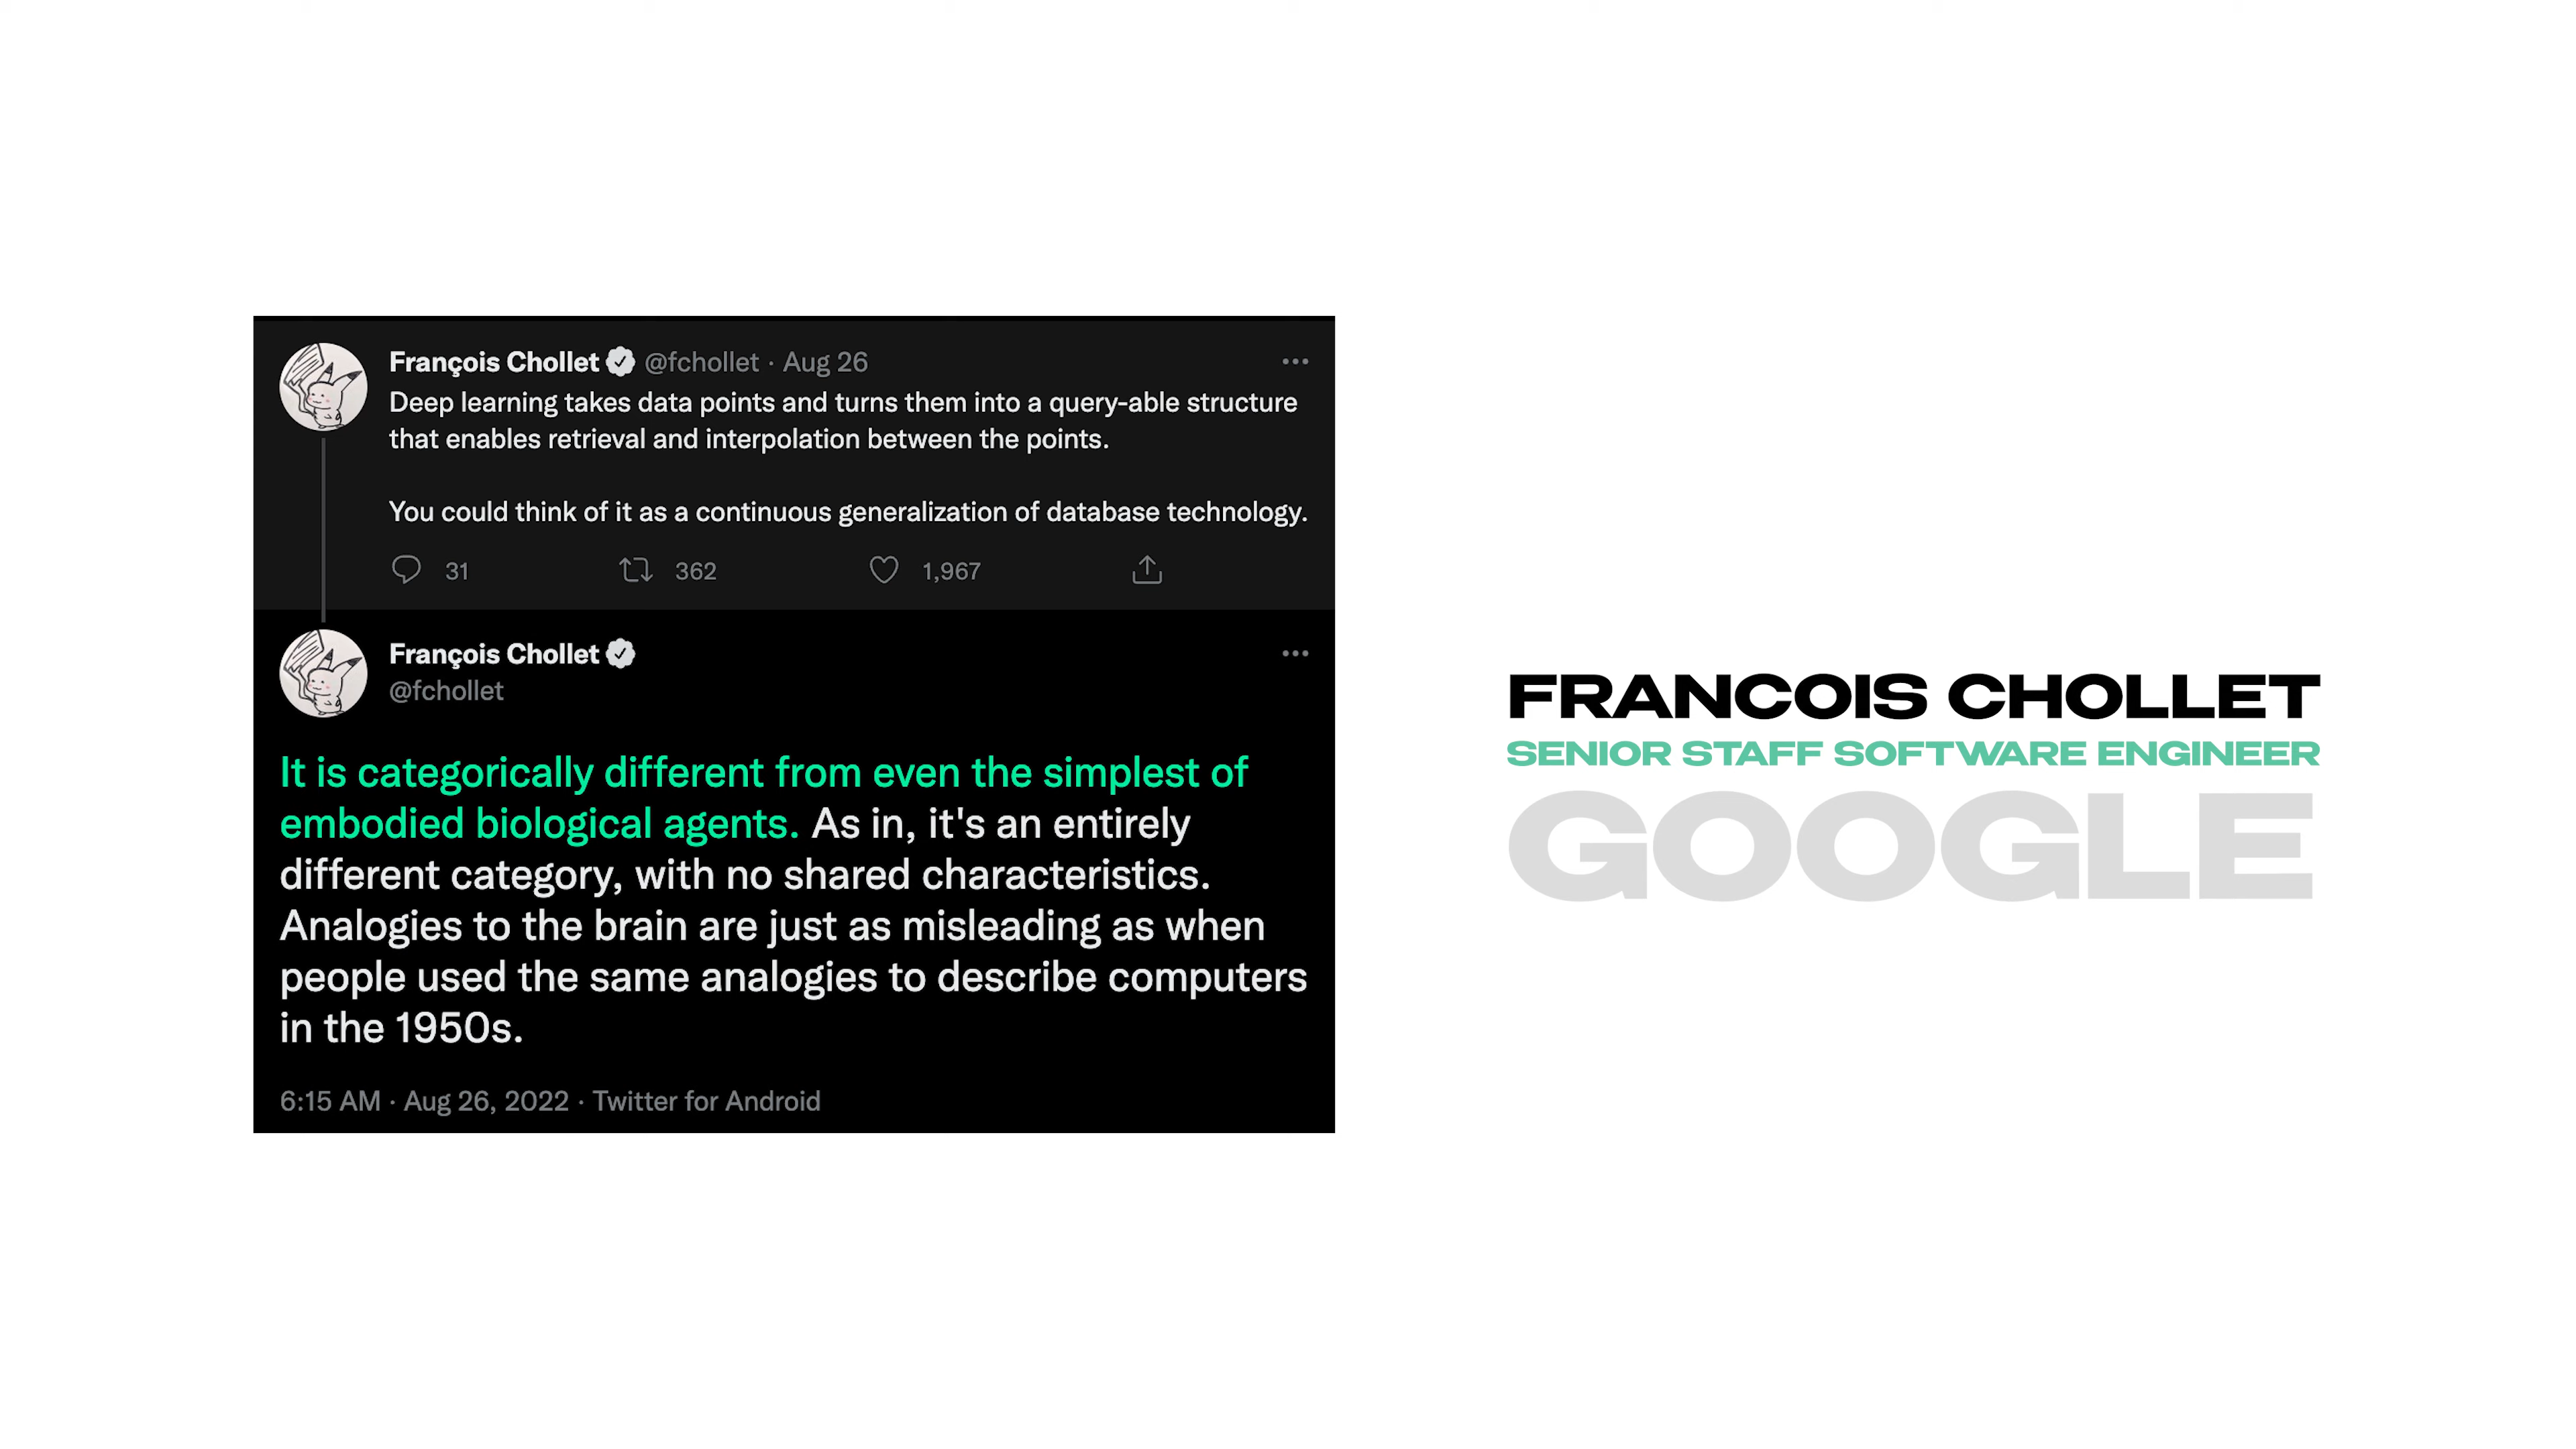 François Chollet @fchollet · Aug 26
Deep learning takes data points and turns them into a query-able structure
that enables retrieval and interpolation between the points.
You could think of it as a continuous generalization of database technology.
31 362 1,967
François Chollet
@fchollet
It is categorically different from even the simplest of
embodied biological agents. As in, it's an entirely
different category, with no shared characteristics.
Analogies to the brain are just as misleading as when
people used the same analogies to describe computers
in the 1950s.
6:15 AM · Aug 26, 2022 · Twitter for Android
FRANCOIS CHOLLET
SENIOR STAFF SOFTWARE ENGINEER
GOOGLE